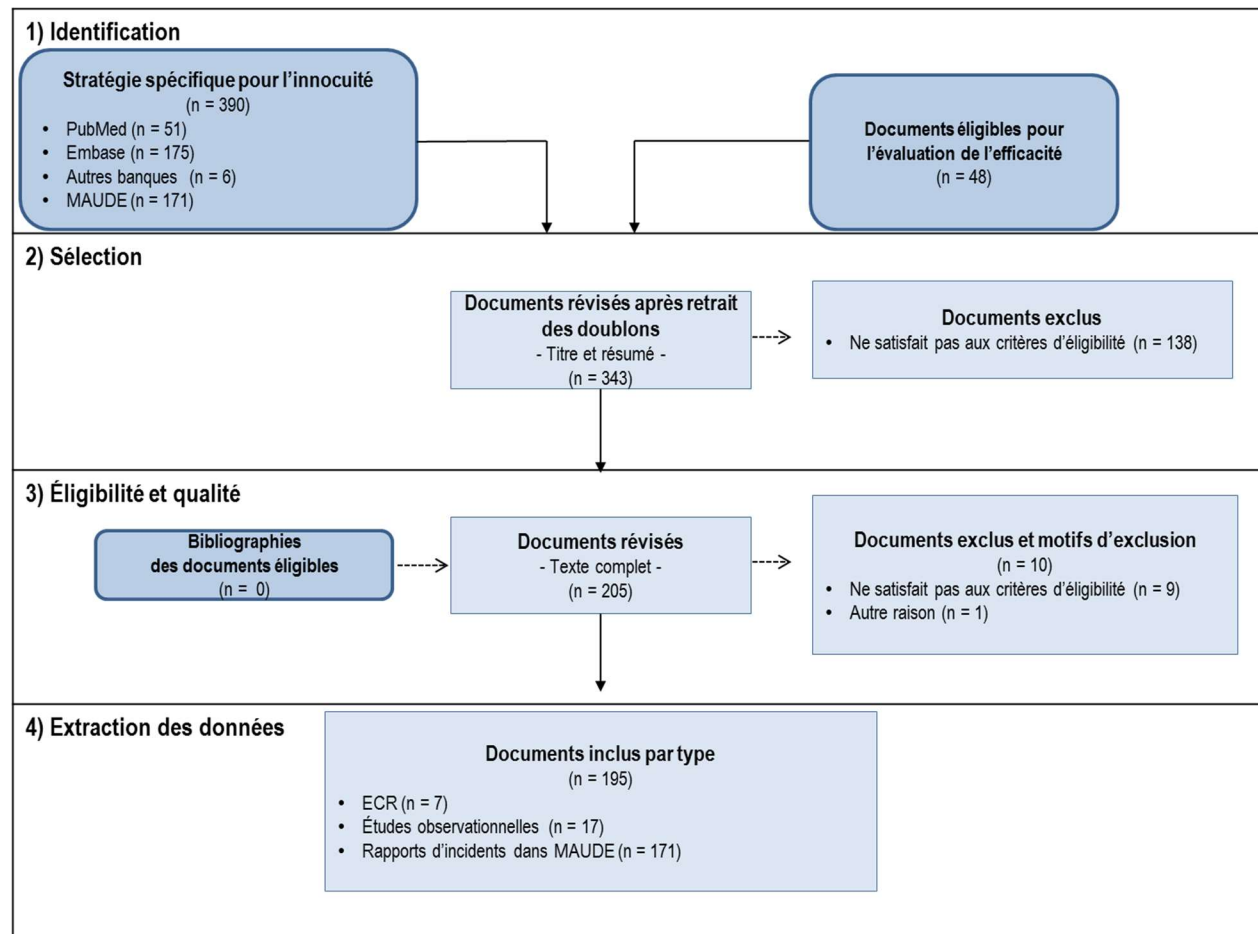 1) Identification
Stratégie spécifique pour l'innocuité
(n = 390)
• PubMed (n = 51)
• Embase (n = 175)
• Autres banques (n = 6)
• MAUDE (n = 171)
Documents éligibles pour
l'évaluation de l'efficacité
(n = 48)
2) Sélection
Documents révisés après retrait
des doublons
- Titre et résumé -
(n = 343)
Documents exclus
• Ne satisfait pas aux critères d'éligibilité (n = 138)
3) Éligibilité et qualité
Bibliographies
des documents éligibles
(n = 0)
Documents révisés
- Texte complet -
(n = 205)
Documents exclus et motifs d'exclusion
(n = 10)
• Ne satisfait pas aux critères d'éligibilité (n = 9)
• Autre raison (n = 1)
4) Extraction des données
Documents inclus par type
(n = 195)
• ECR (n = 7)
• Études observationnelles (n = 17)
• Rapports d'incidents dans MAUDE (n = 171)